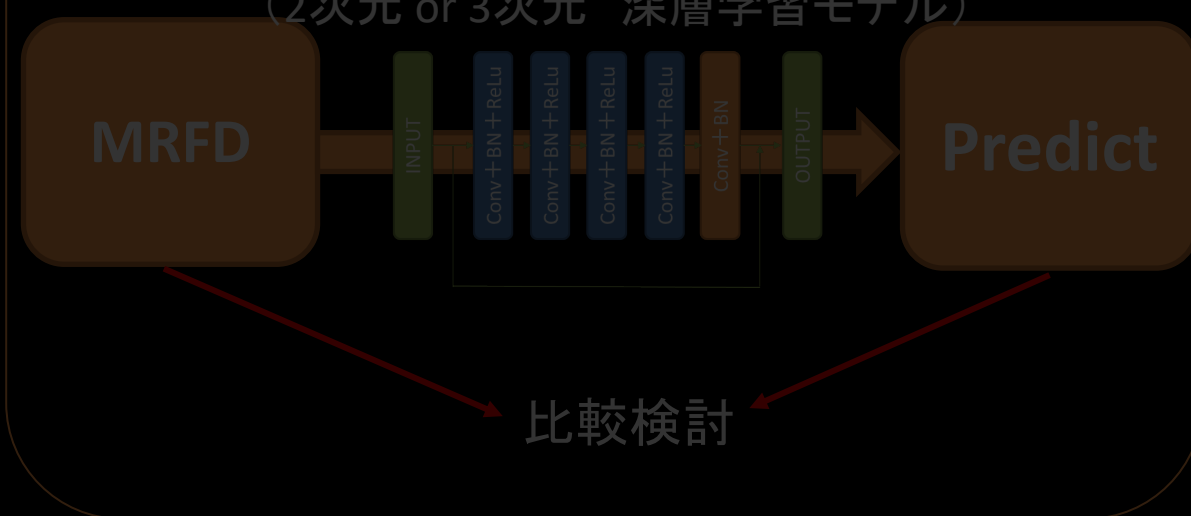 （2次元 or 3次元 深層学習モデル）
MRFD
INPUT
Conv＋BN＋ReLu
Conv＋BN＋ReLu
Conv＋BN＋ReLu
Conv＋BN＋ReLu
Conv＋BN
OUTPUT
Predict
比較検討